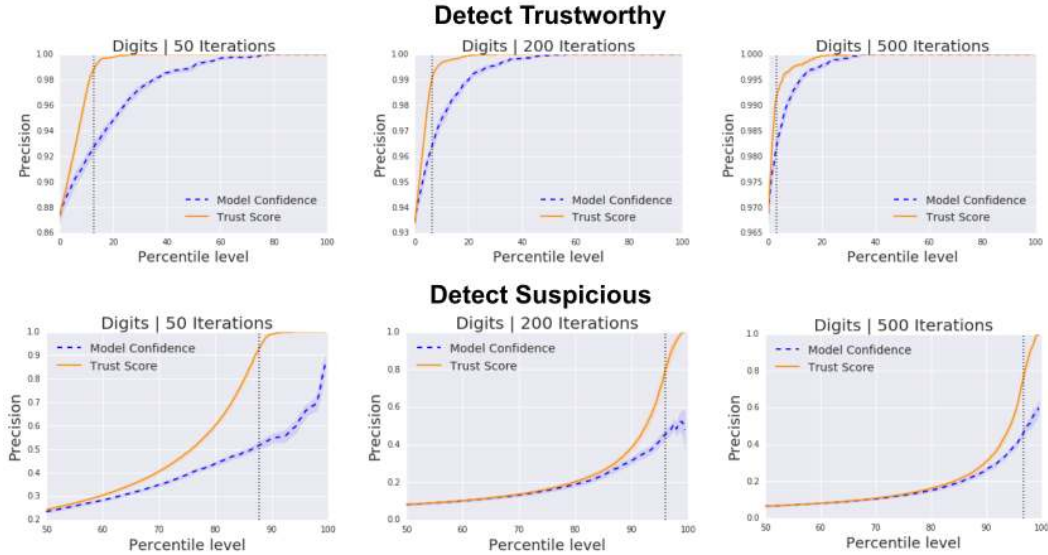 Detect Trustworthy
Digits | 50 Iterations
1.00
0.98
0.96
0.94
0.92
0.90
0.88
0.86
Precision
Model Confidence
Trust Score
0 20 40 60 80 100
Percentile level
Digits | 200 Iterations
1.00
0.99
0.98
0.97
0.96
0.95
0.94
0.93
Precision
Model Confidence
Trust Score
0 20 40 60 80 100
Percentile level
Digits | 500 Iterations
1.000
0.995
0.990
0.985
0.980
0.975
0.970
0.965
Precision
Model Confidence
Trust Score
0 20 40 60 80 100
Percentile level
Detect Suspicious
Digits | 50 Iterations
1.0
0.9
0.8
0.7
0.6
0.5
0.4
0.3
0.2
Precision
Model Confidence
Trust Score
50 60 70 80 90 100
Percentile level
Digits | 200 Iterations
1.0
0.8
0.6
0.4
0.2
0.0
Precision
Model Confidence
Trust Score
50 60 70 80 90 100
Percentile level
Digits | 500 Iterations
1.0
0.8
0.6
0.4
0.2
0.0
Precision
Model Confidence
Trust Score
50 60 70 80 90 100
Percentile level